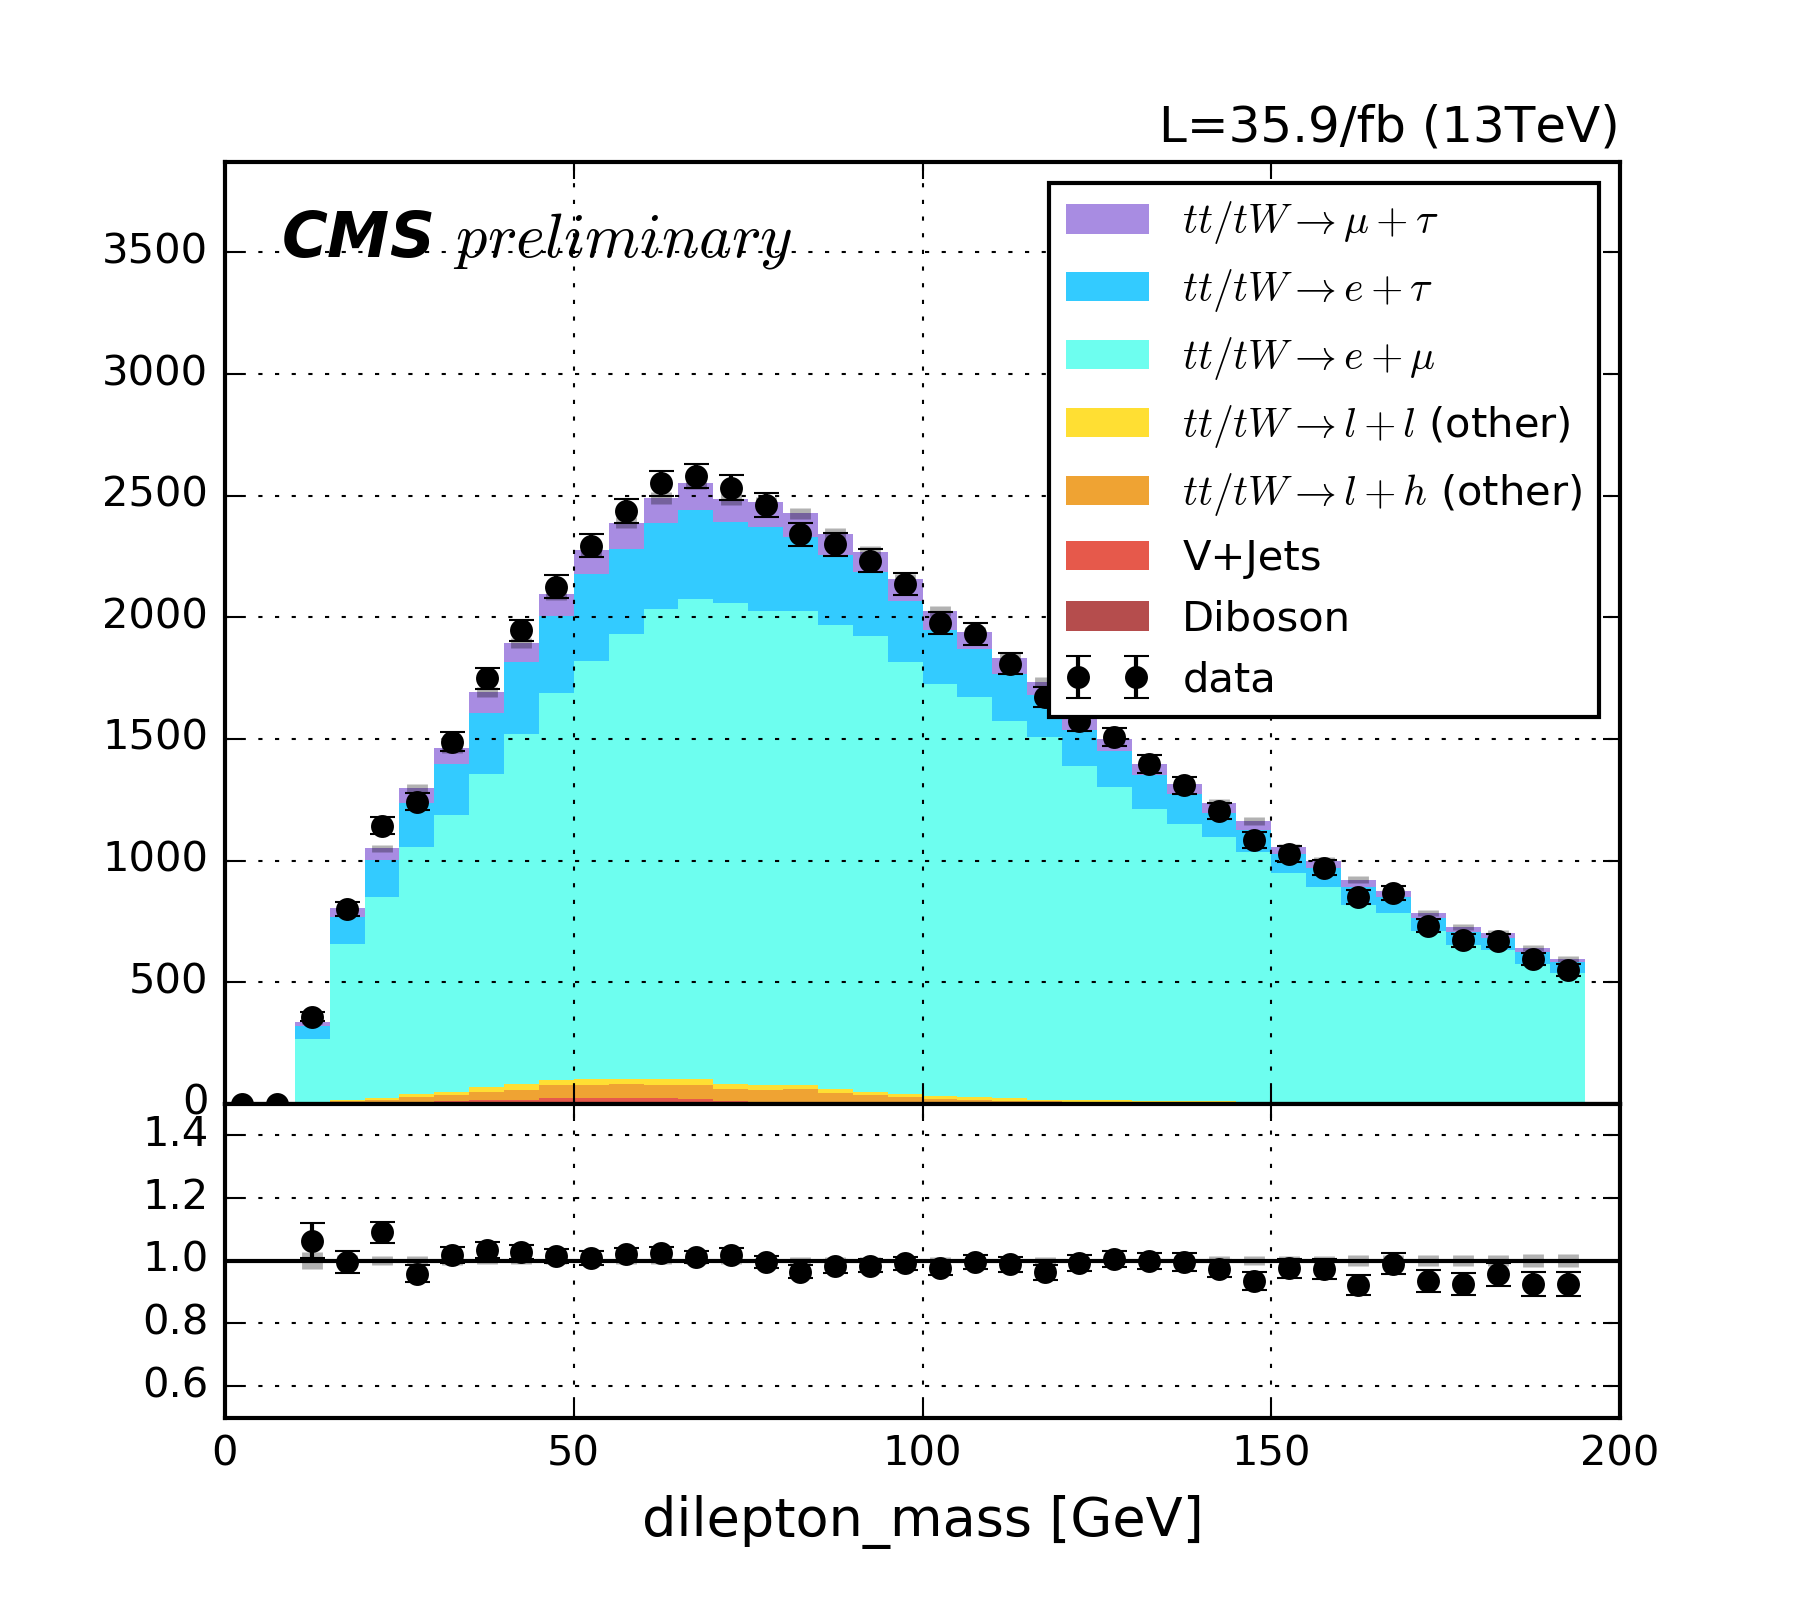 L=35.9/fb (13TeV)
CMS preliminary
tt/tW→μ+τ
tt/tW→e+τ
tt/tW→e+μ
tt/tW→l+l (other)
tt/tW→l+h (other)
V+Jets
Diboson
data
3500
3000
2500
2000
1500
1000
500
0
1.4
1.2
1.0
0.8
0.6
0 50 100 150 200
dilepton_mass [GeV]